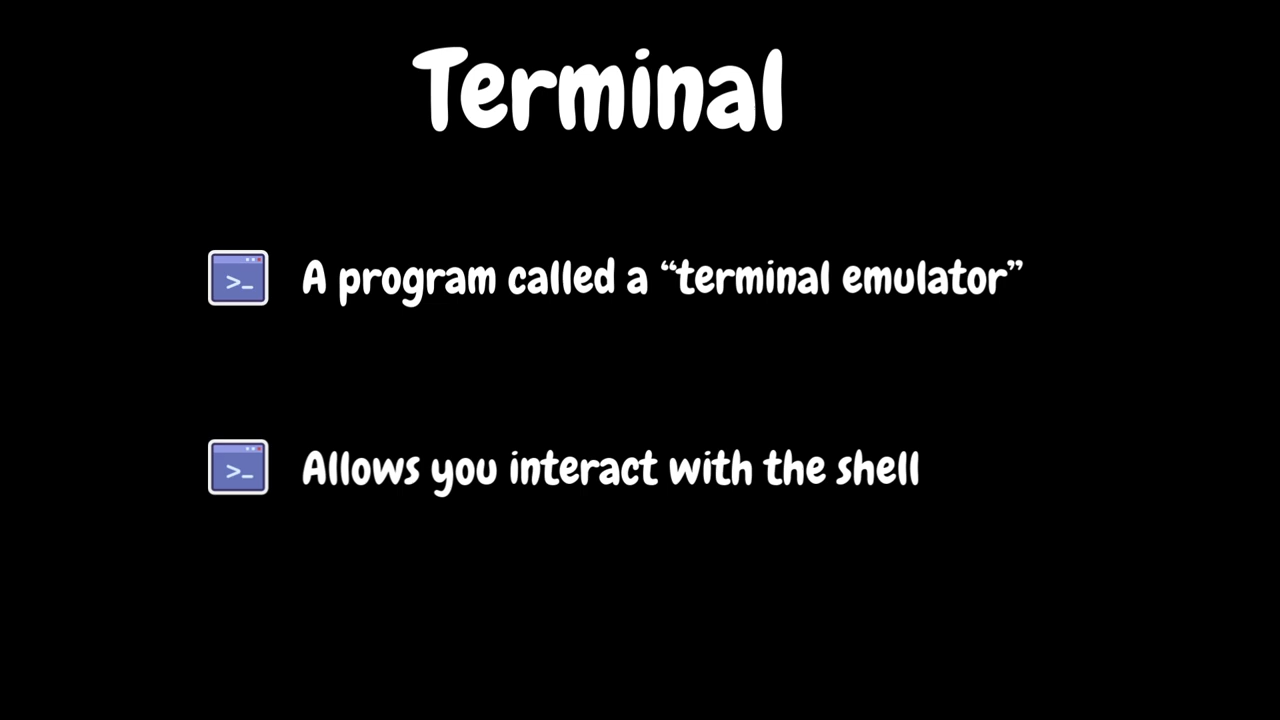 Terminal
>_ A program called a “terminal emulator”
>_ Allows you interact with the shell